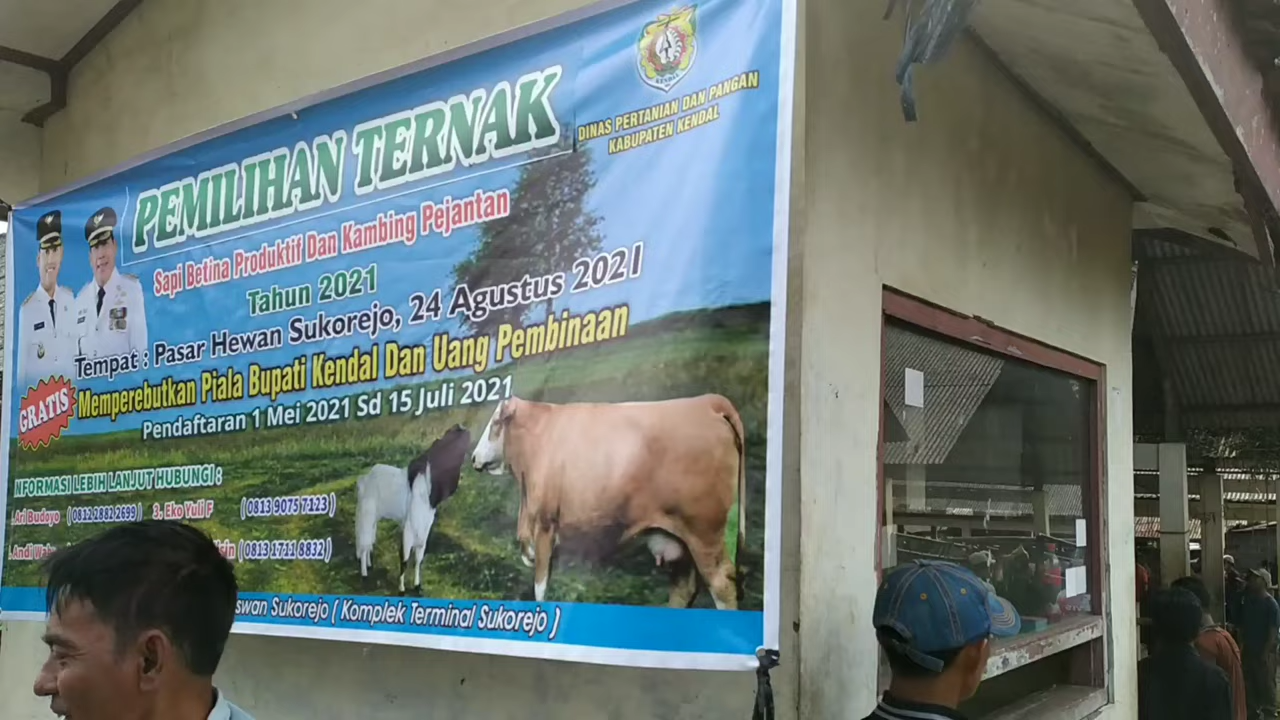 KENDAL
DINAS PERTANIAN DAN PANGAN
KABUPATEN KENDAL
PEMILIHAN TERNAK
Sapi Betina Produktif Dan Kambing Pejantan
Tahun 2021
Tempat : Pasar Hewan Sukorejo, 24 Agustus 2021
GRATIS
Memperebutkan Piala Bupati Kendal Dan Uang Pembinaan
Pendaftaran 1 Mei 2021 Sd 15 Juli 2021
NFORMASI LEBIH LANJUT HUBUNGI :
Ari Budoyo (0812 2882 2699) 3. Eko Yuli F (0813 9075 7123)
Andi (0813 1711 8832)
Sukorejo ( Komplek Terminal Sukorejo )